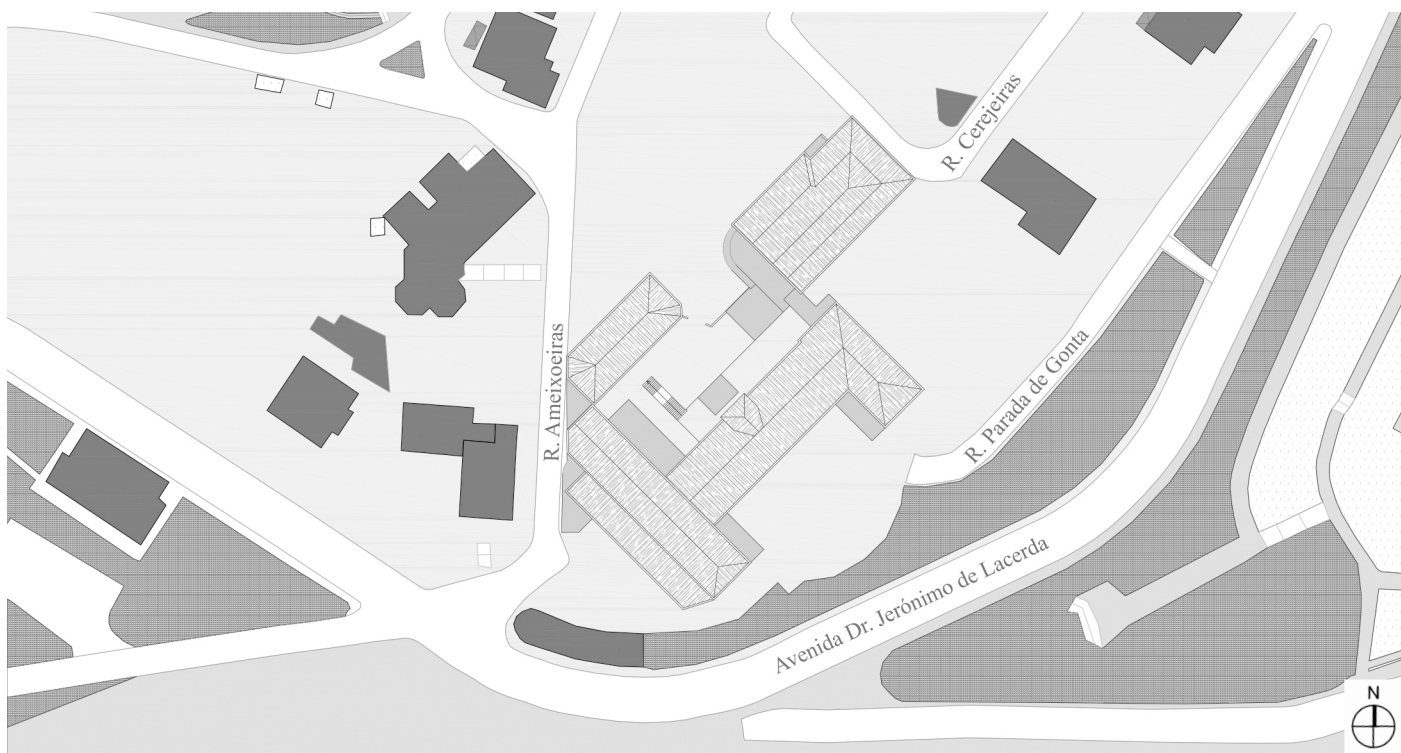 R. Cerejeiras
R. Ameixoeiras
R. Parada de Gonta
Avenida Dr. Jerónimo de Lacerda
N